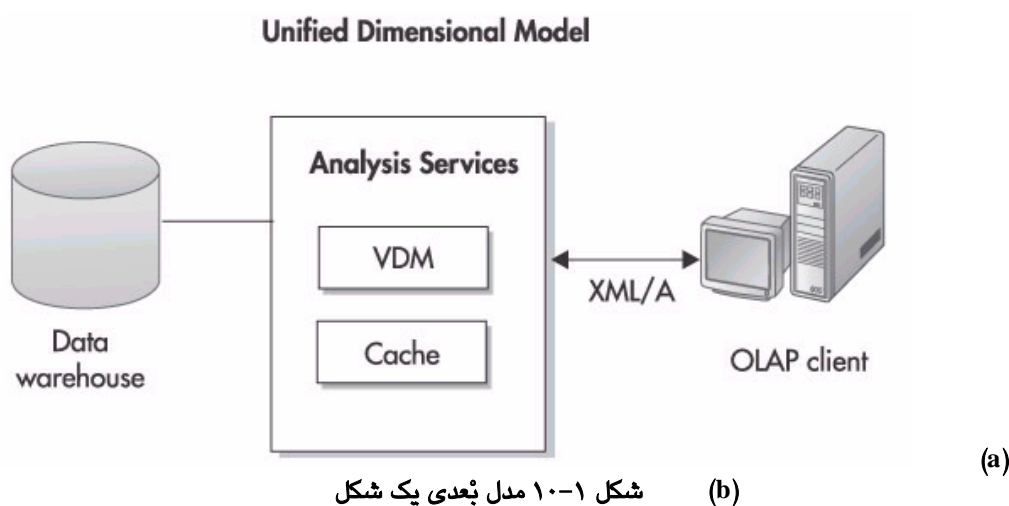 Unified Dimensional Model
Analysis Services
VDM
Cache
Data
warehouse
XML/A
OLAP client
(a)
(b) شکل ۱-۱۰ مدل بْعدی یک شکل